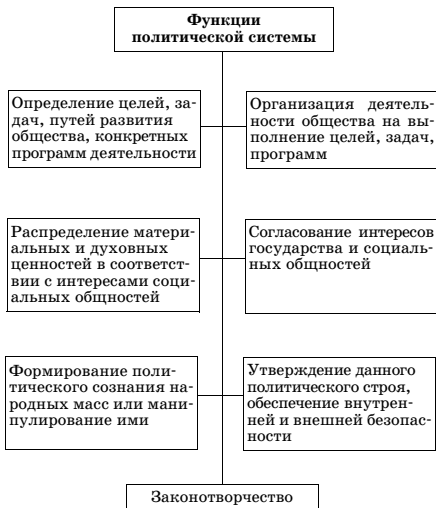 Функции
политической системы
Определение целей, за-
дач, путей развития
общества, конкретных
программ деятельности
Организация деятель-
ности общества на вы-
полнение целей, задач,
программ
Распределение матери-
альных и духовных
ценностей в соответст-
вии с интересами соци-
альных общностей
Согласование интересов
государства и социаль-
ных общностей
Формирование поли-
тического сознания на-
родных масс или мани-
пулирование ими
Утверждение данного
политического строя,
обеспечение внутрен-
ней и внешней безопас-
ности
Законотворчество